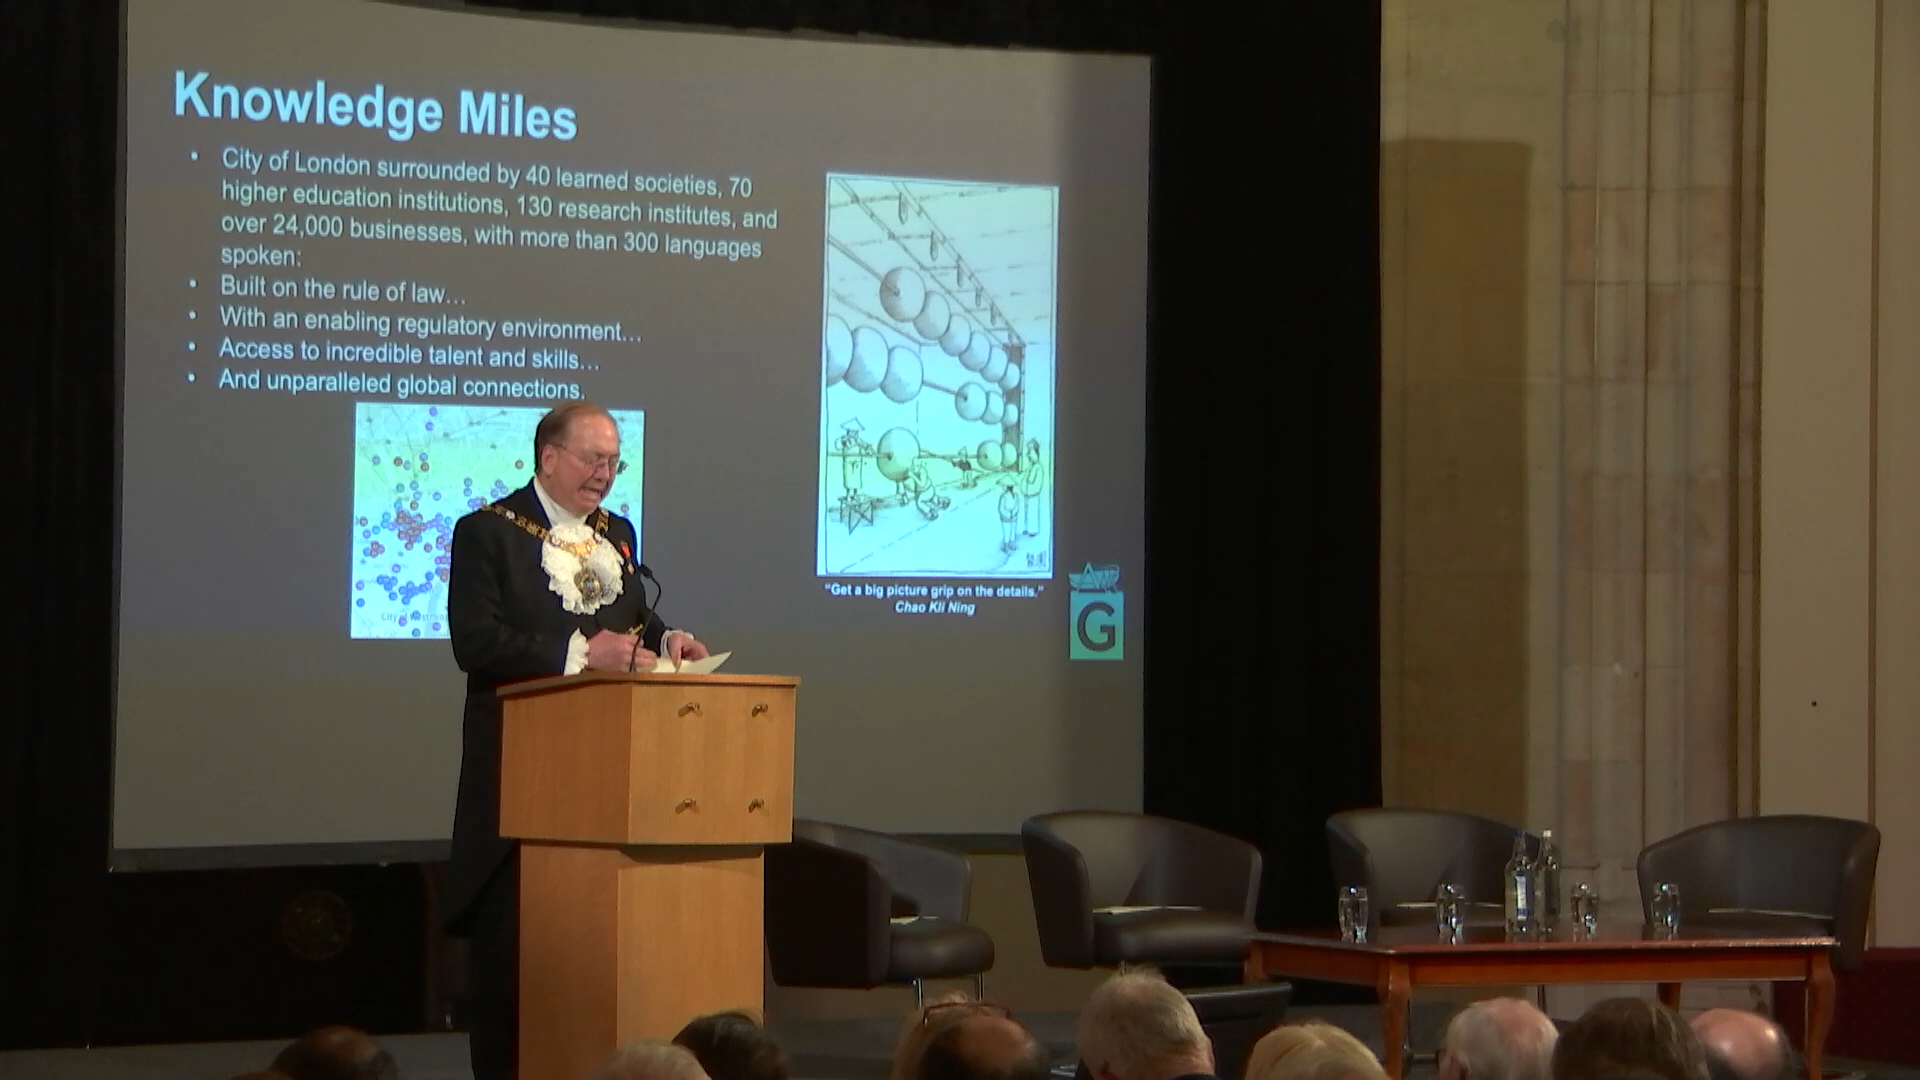 Knowledge Miles
• City of London surrounded by 40 learned societies, 70
higher education institutions, 130 research institutes, and
over 24,000 businesses, with more than 300 languages
spoken:
• Built on the rule of law…
• With an enabling regulatory environment…
• Access to incredible talent and skills…
• And unparalleled global connections.
"Get a big picture grip on the details."
Chao Kli Ning
G